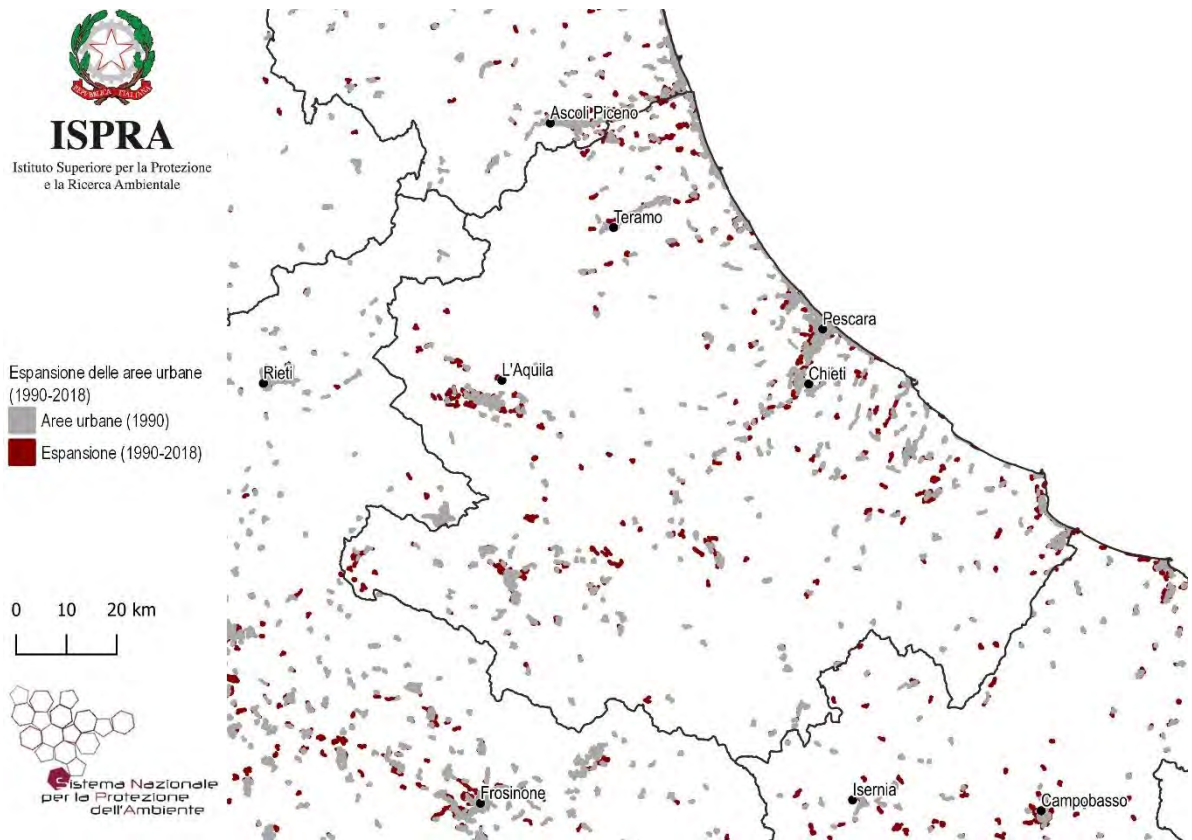 REPVBBLICA ITALIANA
ISPRA
Istituto Superiore per la Protezione
e la Ricerca Ambientale
Espansione delle aree urbane
(1990-2018)
Aree urbane (1990)
Espansione (1990-2018)
0 10 20 km
Sistema Nazionale
per la Protezione
dell'Ambiente
Ascoli Piceno
Teramo
Pescara
L'Aquila
Rieti
Chieti
Frosinone
Isernia
Campobasso